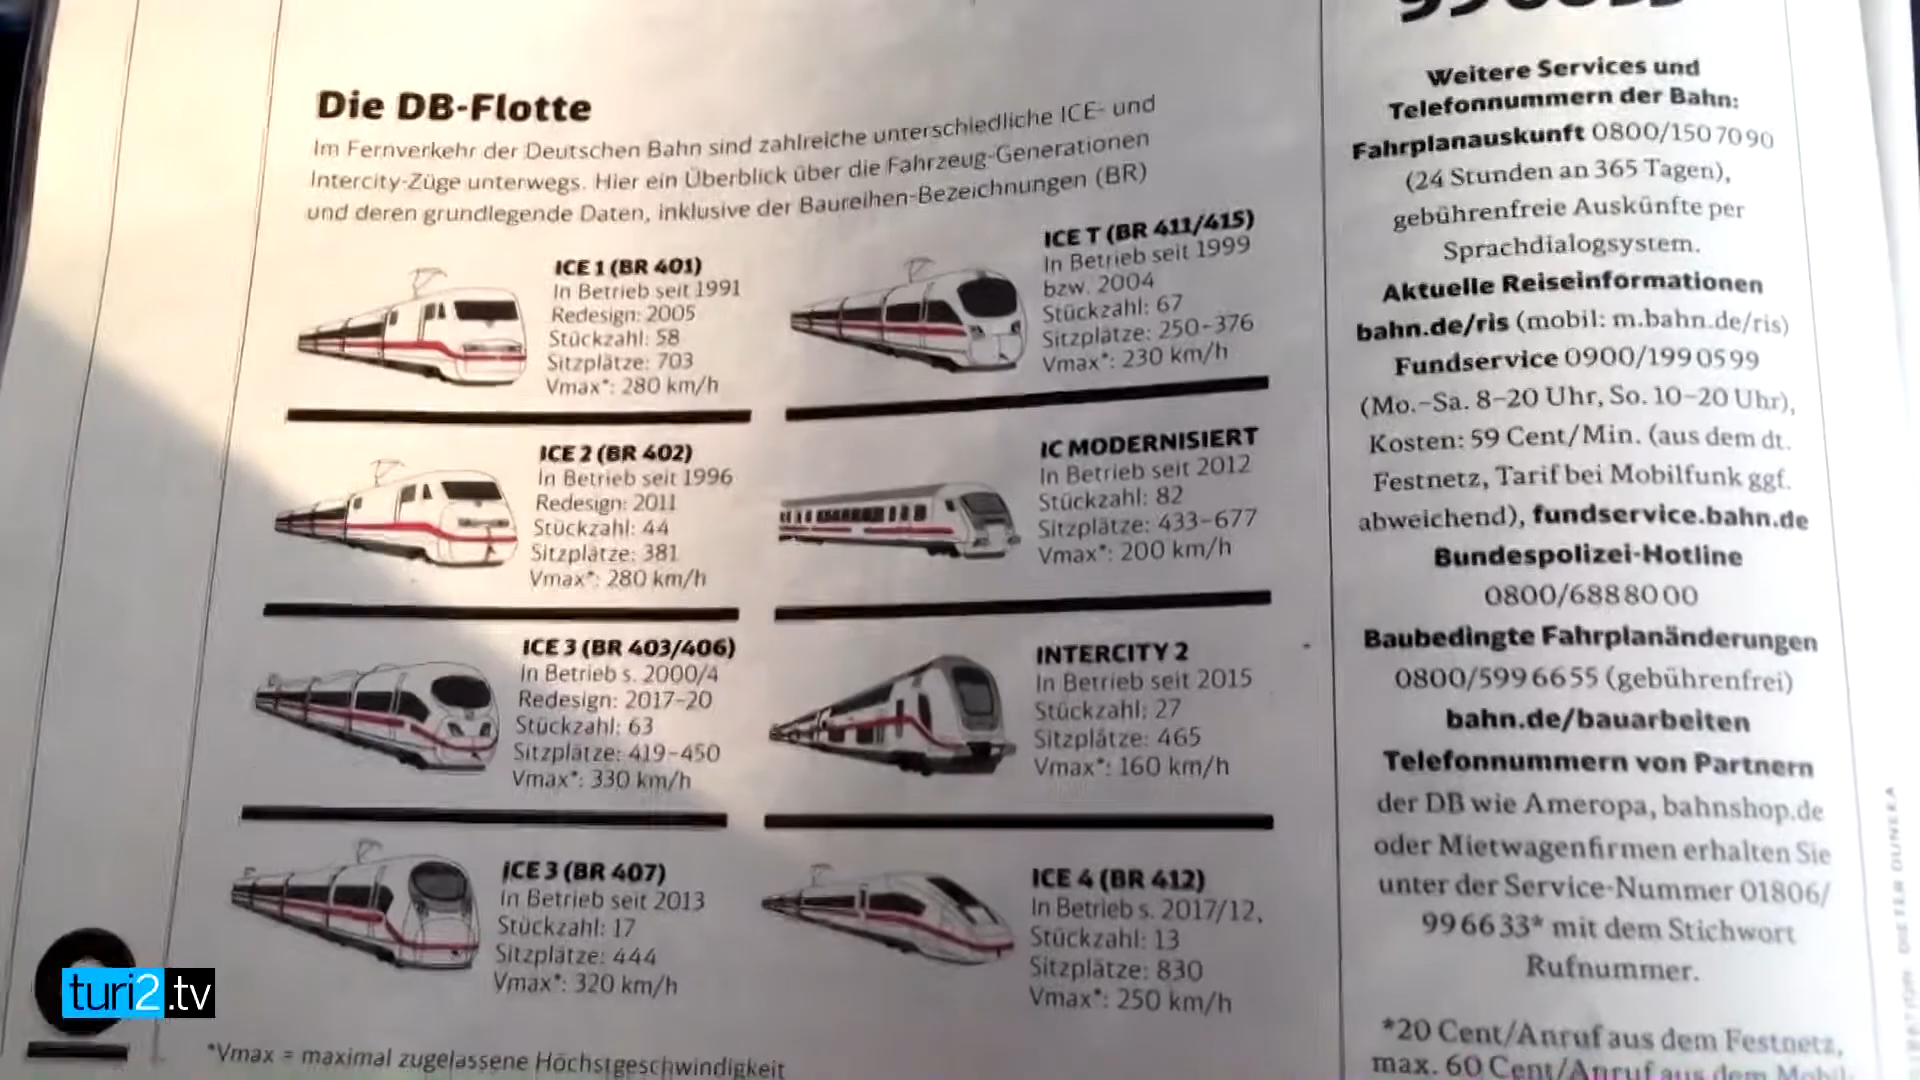 Die DB-Flotte
Im Fernverkehr der Deutschen Bahn sind zahlreiche unterschiedliche ICE- und
Intercity-Züge unterwegs. Hier ein Überblick über die Fahrzeug-Generationen
und deren grundlegende Daten, inklusive der Baureihen-Bezeichnungen (BR)
ICE 1 (BR 401)
In Betrieb seit 1991
Redesign: 2005
Stückzahl: 58
Sitzplätze: 703
Vmax*: 280 km/h
ICE 2 (BR 402)
In Betrieb seit 1996
Redesign: 2011
Stückzahl: 44
Sitzplätze: 381
Vmax*: 280 km/h
ICE 3 (BR 403/406)
In Betrieb s. 2000/4
Redesign: 2017-20
Stückzahl: 63
Sitzplätze: 419-450
Vmax*: 330 km/h
ICE 3 (BR 407)
In Betrieb seit 2013
Stückzahl: 17
Sitzplätze: 444
Vmax*: 320 km/h
ICE T (BR 411/415)
In Betrieb seit 1999
bzw. 2004
Stückzahl: 67
Sitzplätze: 250-376
Vmax*: 230 km/h
IC MODERNISIERT
In Betrieb seit 2012
Stückzahl: 82
Sitzplätze: 433-677
Vmax*: 200 km/h
INTERCITY 2
In Betrieb seit 2015
Stückzahl: 27
Sitzplätze: 465
Vmax*: 160 km/h
ICE 4 (BR 412)
In Betrieb s. 2017/12,
Stückzahl: 13
Sitzplätze: 830
Vmax*: 250 km/h
*Vmax = maximal zugelassene Höchstgeschwindigkeit
Weitere Services und
Telefonnummern der Bahn:
Fahrplanauskunft 0800/150 70 90
(24 Stunden an 365 Tagen),
gebührenfreie Auskünfte per
Sprachdialogsystem.
Aktuelle Reiseinformationen
bahn.de/ris (mobil: m.bahn.de/ris)
Fundservice 0900/199 05 99
(Mo.-Sa. 8-20 Uhr, So. 10-20 Uhr),
Kosten: 59 Cent/Min. (aus dem dt.
Festnetz, Tarif bei Mobilfunk ggf.
abweichend), fundservice.bahn.de
Bundespolizei-Hotline
0800/688 80 00
Baubedingte Fahrplanänderungen
0800/599 66 55 (gebührenfrei)
bahn.de/bauarbeiten
Telefonnummern von Partnern
der DB wie Ameropa, bahnshop.de
oder Mietwagenfirmen erhalten Sie
unter der Service-Nummer 01806/
99 66 33* mit dem Stichwort
Rufnummer.
*20 Cent/Anruf aus dem Festnetz,
max. 60 Cent/Anruf aus dem Mobil-
turi2.tv